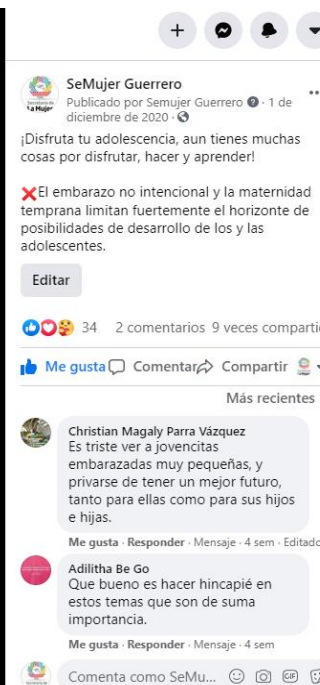 SeMujer Guerrero
Publicado por Semujer Guerrero · 1 de
diciembre de 2020 ·
¡Disfruta tu adolescencia, aun tienes muchas
cosas por disfrutar, hacer y aprender!
❌El embarazo no intencional y la maternidad
temprana limitan fuertemente el horizonte de
posibilidades de desarrollo de los y las
adolescentes.
Editar
34 2 comentarios 9 veces comparti
Me gusta Comentar Compartir
Más recientes
Christian Magaly Parra Vázquez
Es triste ver a jovencitas
embarazadas muy pequeñas, y
privarse de tener un mejor futuro,
tanto para ellas como para sus hijos
e hijas.
Me gusta · Responder · Mensaje · 4 sem · Editado
Adilitha Be Go
Que bueno es hacer hincapié en
estos temas que son de suma
importancia.
Me gusta · Responder · Mensaje · 4 sem
Comenta como SeMu... GIF